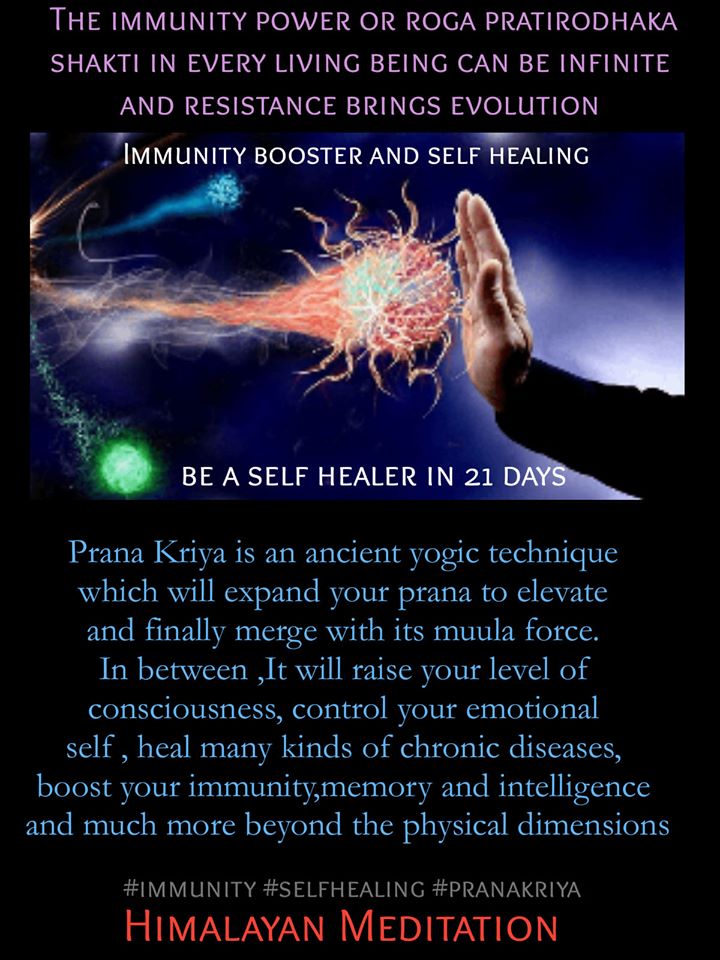 The immunity power or roga pratirodhaka
shakti in every living being can be infinite
and resistance brings evolution
Immunity booster and self healing
be a self healer in 21 days
Prana Kriya is an ancient yogic technique
which will expand your prana to elevate
and finally merge with its muula force.
In between ,It will raise your level of
consciousness, control your emotional
self , heal many kinds of chronic diseases,
boost your immunity,memory and intelligence
and much more beyond the physical dimensions
#immunity #selfhealing #pranakriya
Himalayan Meditation